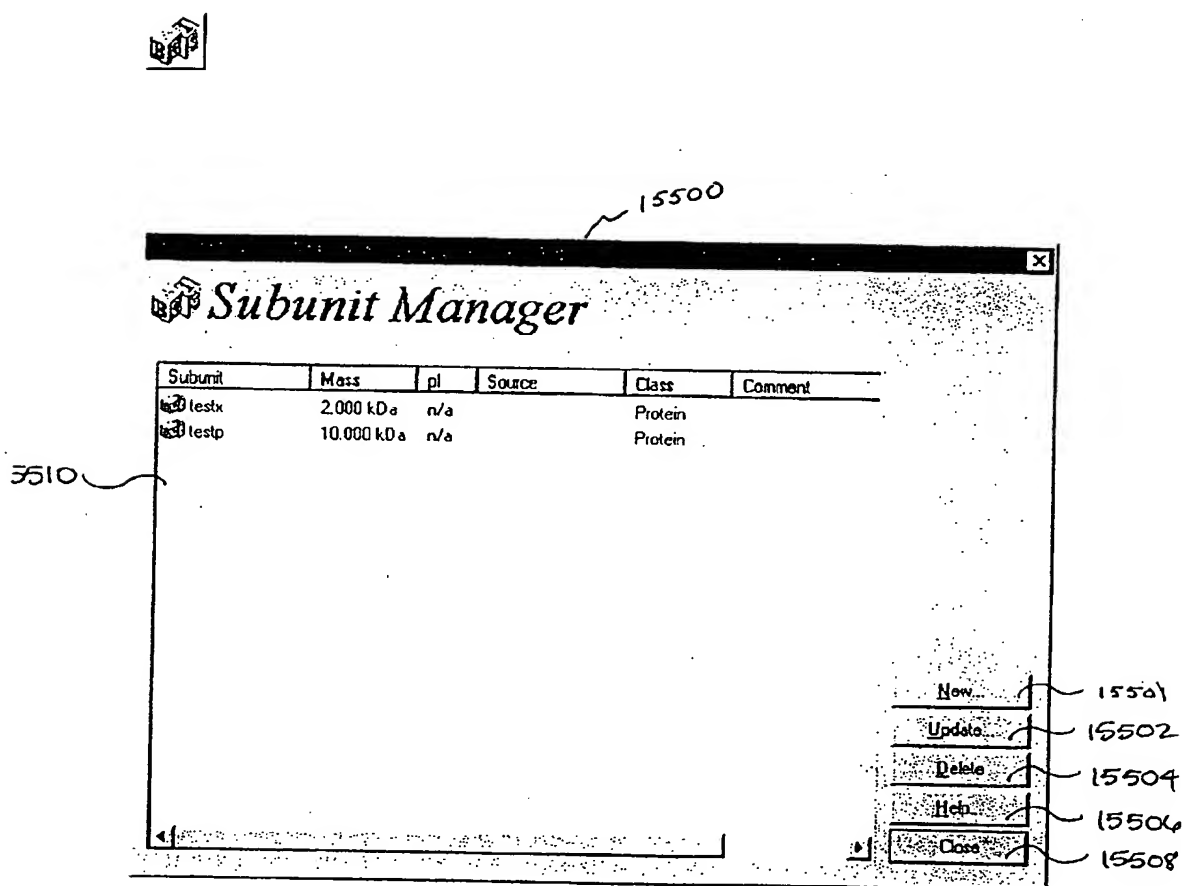 15500
Subunit Manager
Subunit Mass pI Source Class Comment
testx 2.000 kDa n/a Protein
testp 10.000 kDa n/a Protein
3510
New... 15501
Update... 15502
Delete 15504
Help... 15506
Close 15508